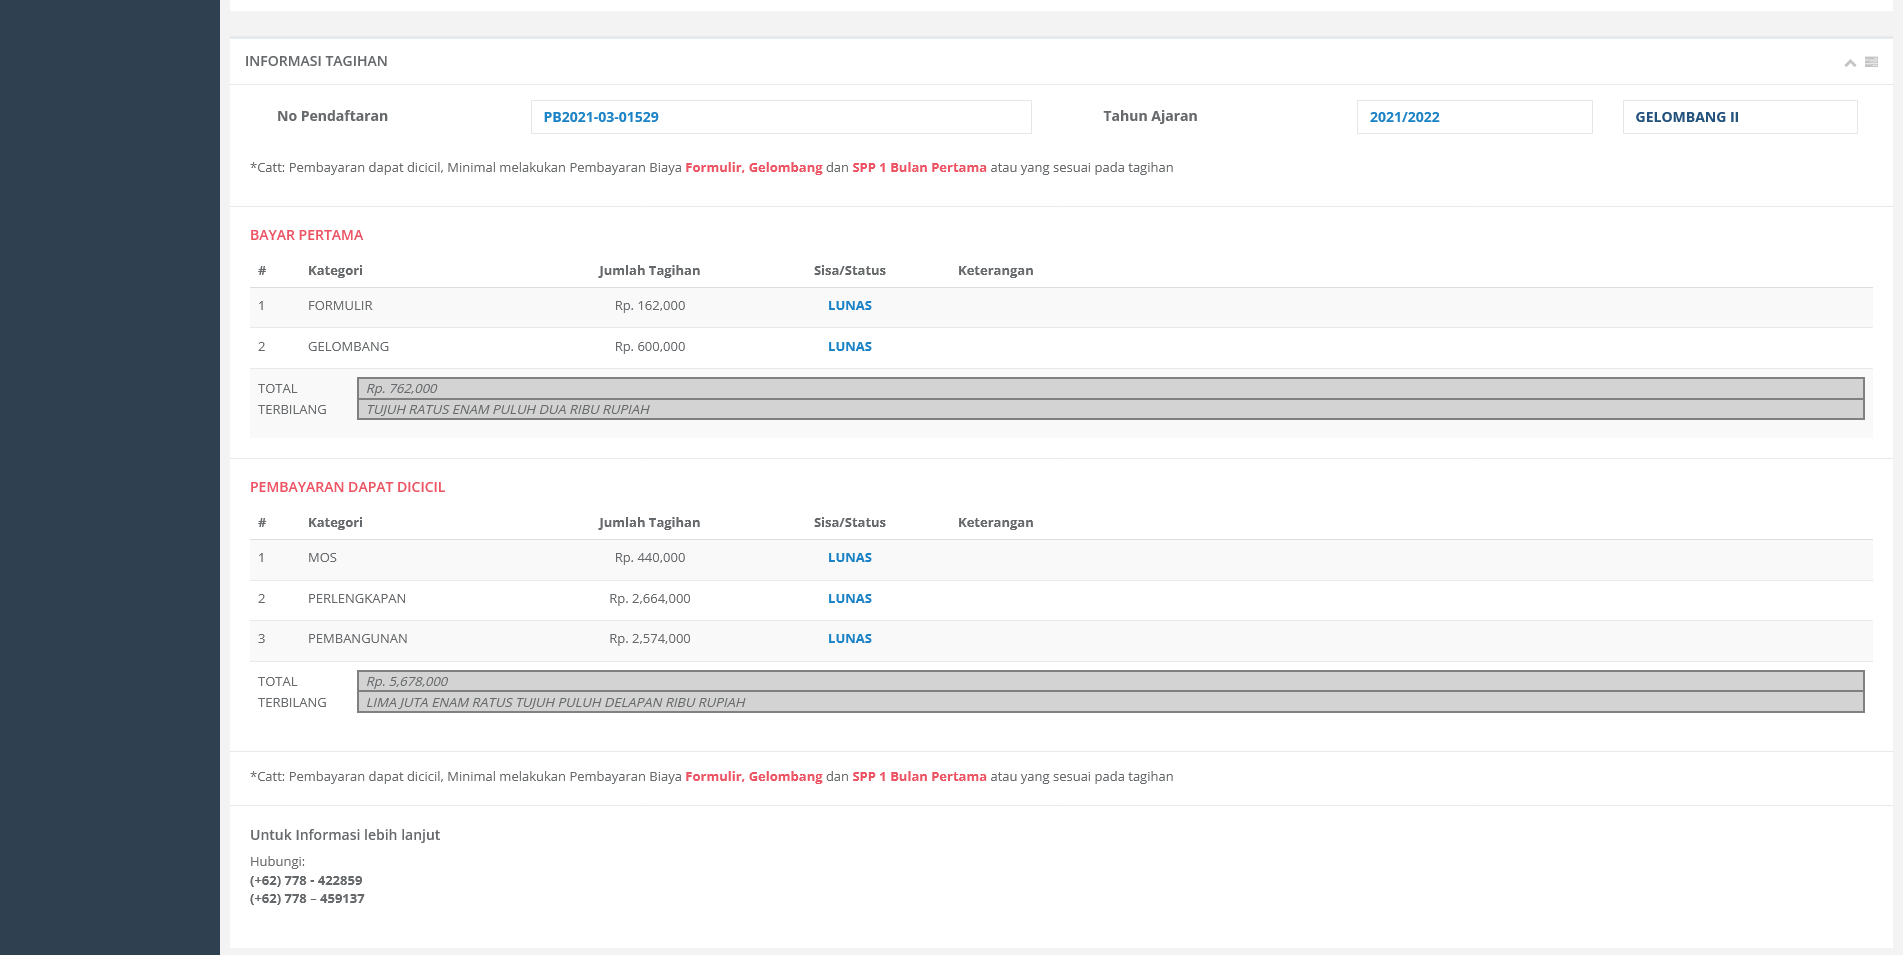 INFORMASI TAGIHAN
No Pendaftaran PB2021-03-01529 Tahun Ajaran 2021/2022 GELOMBANG II
*Catt: Pembayaran dapat dicicil, Minimal melakukan Pembayaran Biaya Formulir, Gelombang dan SPP 1 Bulan Pertama atau yang sesuai pada tagihan
BAYAR PERTAMA
# Kategori Jumlah Tagihan Sisa/Status Keterangan
1 FORMULIR Rp. 162,000 LUNAS
2 GELOMBANG Rp. 600,000 LUNAS
TOTAL Rp. 762,000
TERBILANG TUJUH RATUS ENAM PULUH DUA RIBU RUPIAH
PEMBAYARAN DAPAT DICICIL
# Kategori Jumlah Tagihan Sisa/Status Keterangan
1 MOS Rp. 440,000 LUNAS
2 PERLENGKAPAN Rp. 2,664,000 LUNAS
3 PEMBANGUNAN Rp. 2,574,000 LUNAS
TOTAL Rp. 5,678,000
TERBILANG LIMA JUTA ENAM RATUS TUJUH PULUH DELAPAN RIBU RUPIAH
*Catt: Pembayaran dapat dicicil, Minimal melakukan Pembayaran Biaya Formulir, Gelombang dan SPP 1 Bulan Pertama atau yang sesuai pada tagihan
Untuk Informasi lebih lanjut
Hubungi:
(+62) 778 - 422859
(+62) 778 – 459137